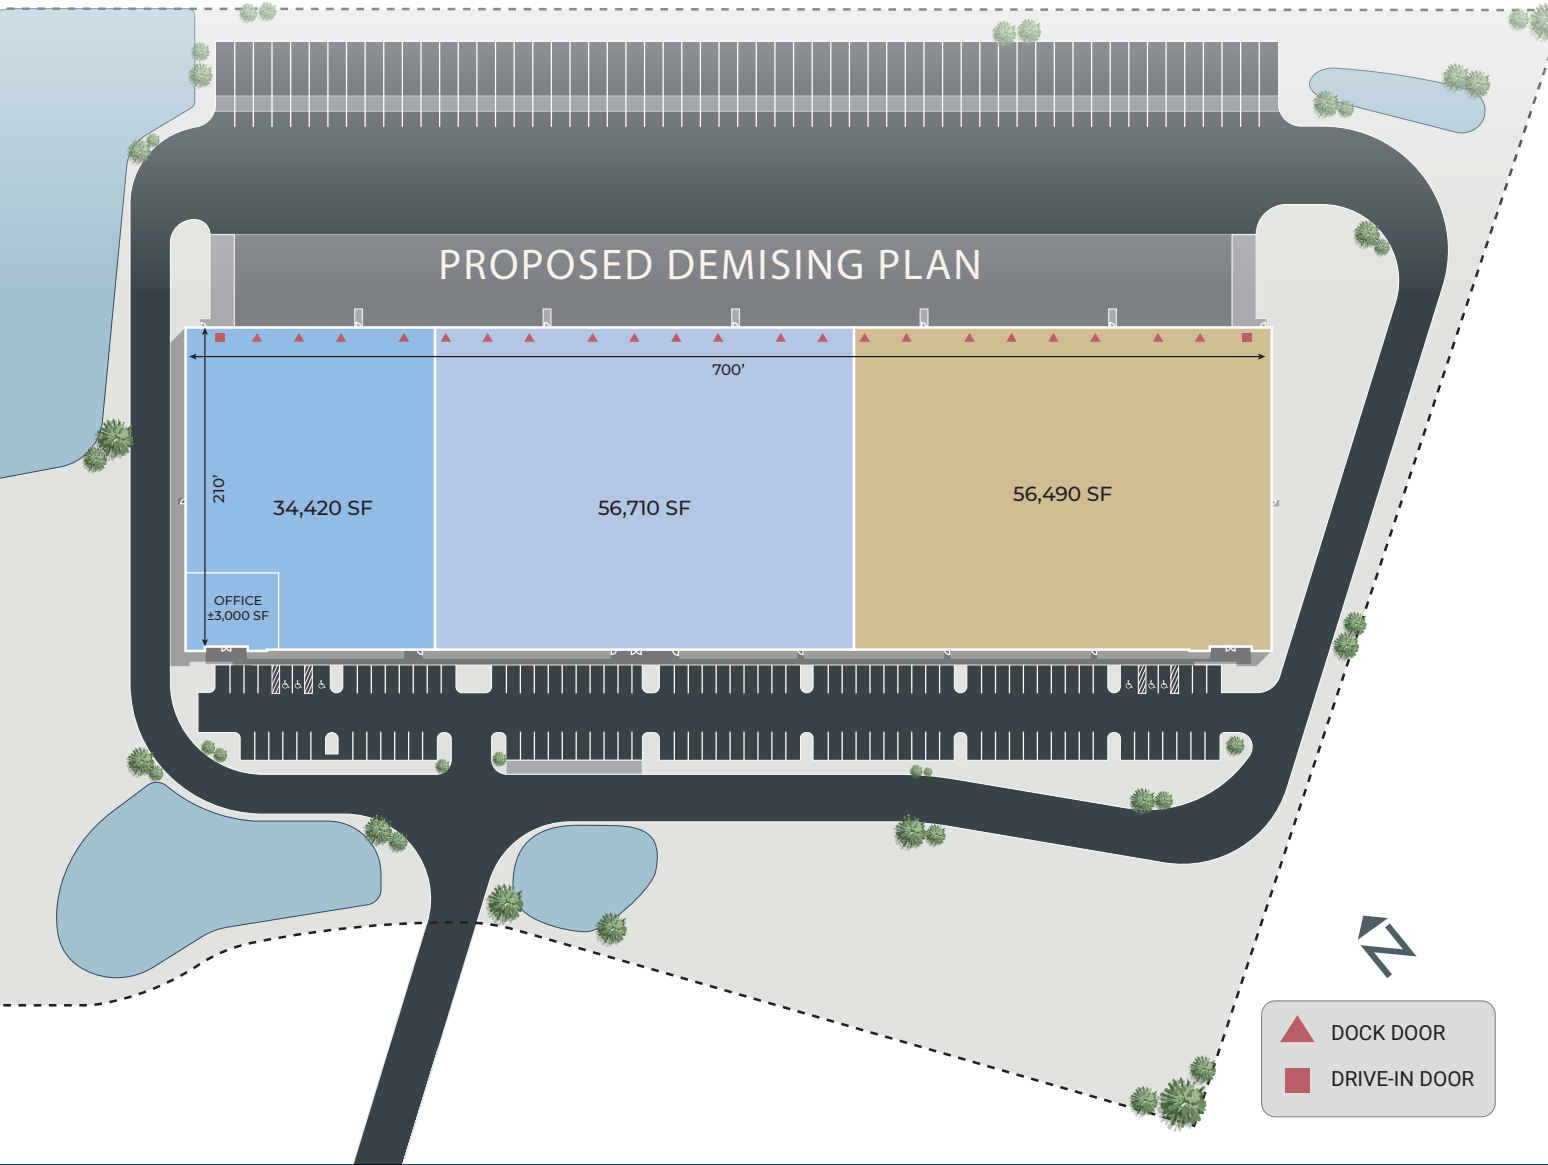 PROPOSED DEMISING PLAN
700’
210’
34,420 SF
56,710 SF
56,490 SF
OFFICE
±3,000 SF
N
DOCK DOOR
DRIVE-IN DOOR